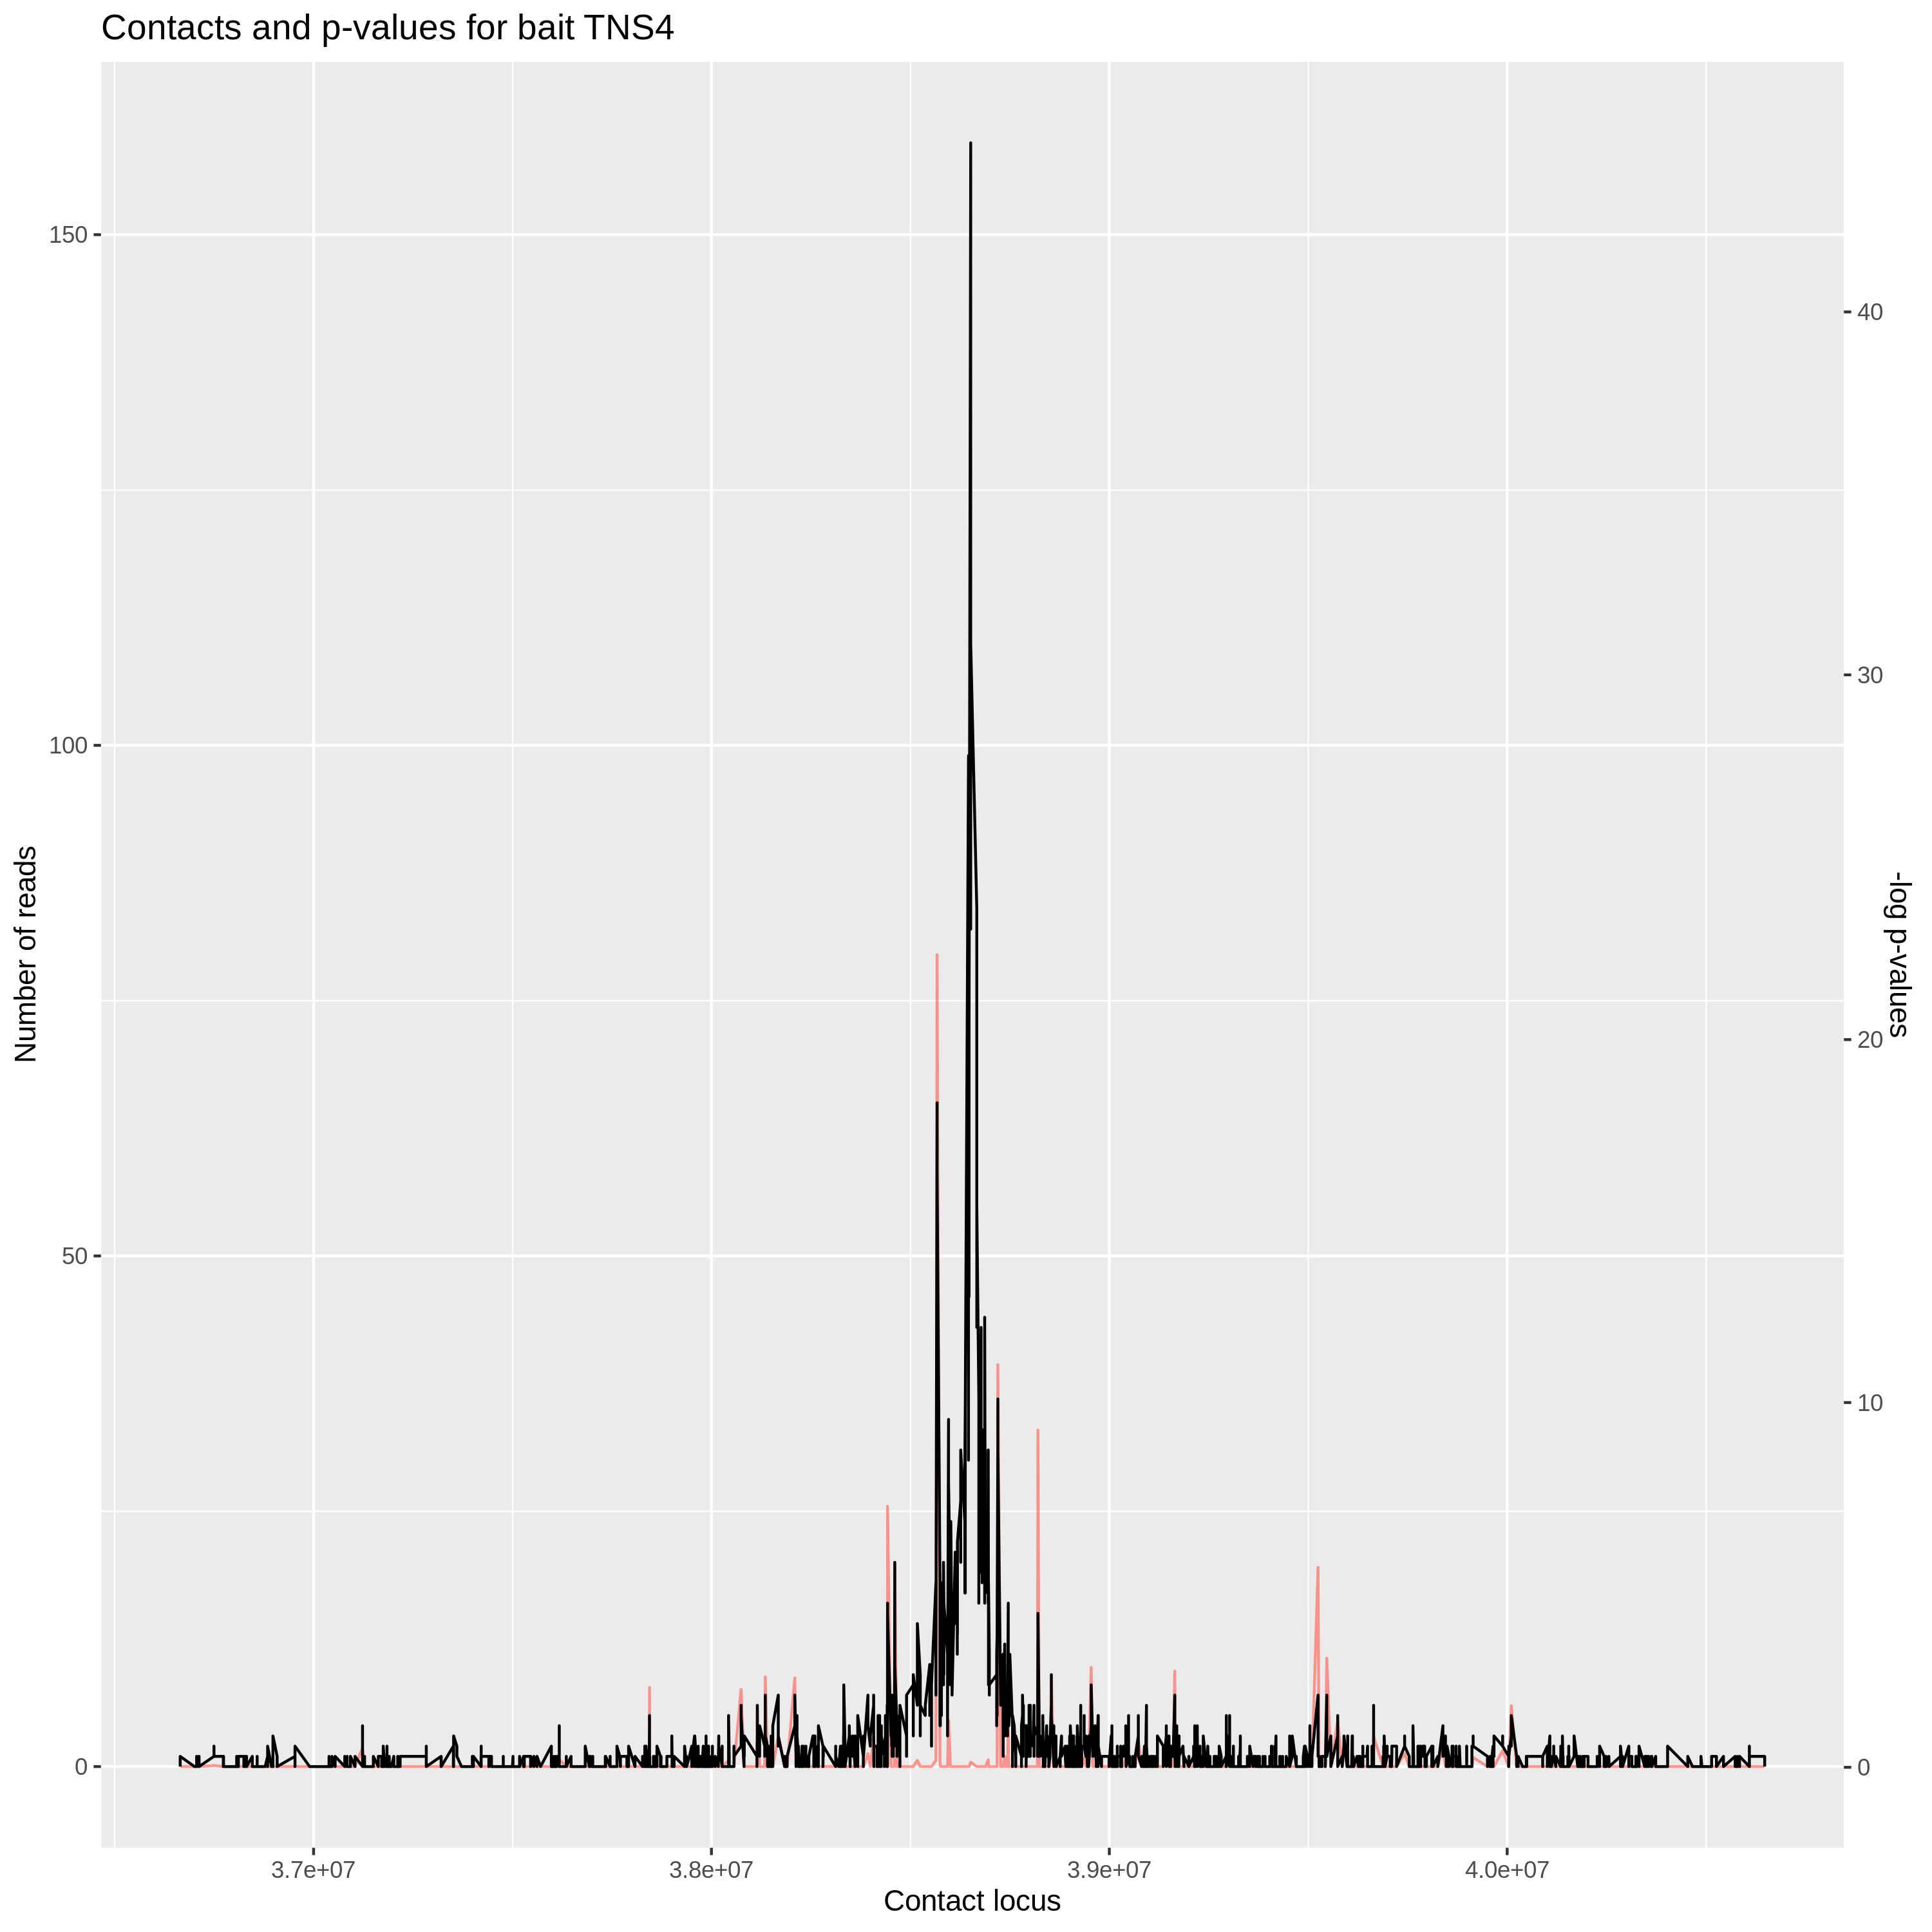 Contacts and p-values for bait TNS4
150
100
50
0
Number of reads
40
30
20
10
0
-log p-values
3.7e+07
3.8e+07
3.9e+07
4.0e+07
Contact locus